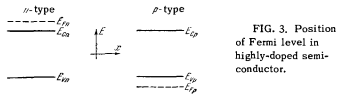 n-type
p-type
E_Fn
E_Cn
E_Cp
E
x
E_Vn
E_Vp
E_Fp
FIG. 3. Position
of Fermi level in
highly-doped semi-
conductor.